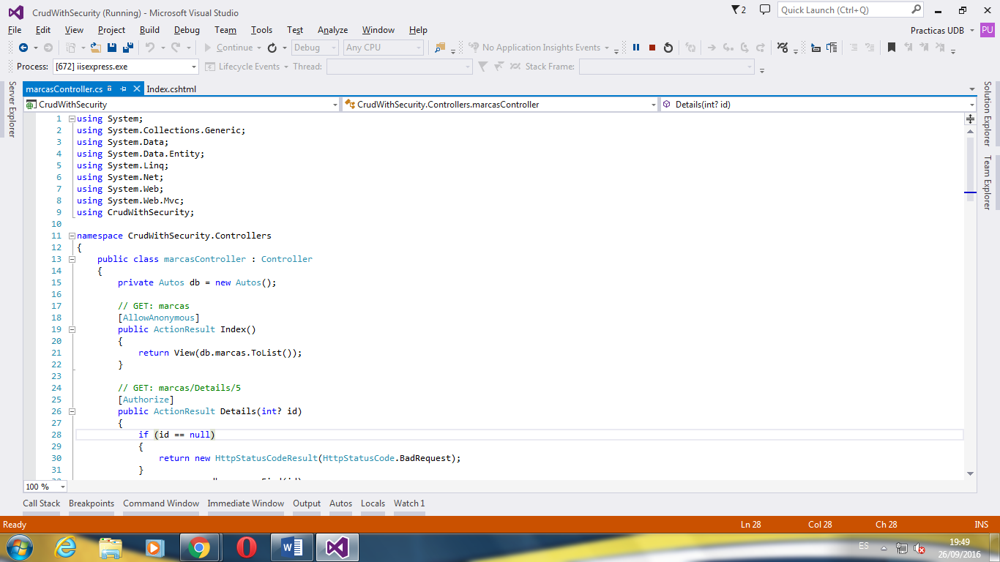 CrudWithSecurity (Running) - Microsoft Visual Studio
2
Quick Launch (Ctrl+Q)
File Edit View Project Build Debug Team Tools Test Analyze Window Help
Practicas UDB PU
Continue Debug Any CPU No Application Insights Events
Process: [672] iisexpress.exe Lifecycle Events Thread: Stack Frame:
Server Explorer
marcasController.cs Index.cshtml
Solution Explorer
Team Explorer
CrudWithSecurity CrudWithSecurity.Controllers.marcasController Details(int? id)
1 using System;
2 using System.Collections.Generic;
3 using System.Data;
4 using System.Data.Entity;
5 using System.Linq;
6 using System.Net;
7 using System.Web;
8 using System.Web.Mvc;
9 using CrudWithSecurity;
10
11 namespace CrudWithSecurity.Controllers
12 {
13 public class marcasController : Controller
14 {
15 private Autos db = new Autos();
16
17 // GET: marcas
18 [AllowAnonymous]
19 public ActionResult Index()
20 {
21 return View(db.marcas.ToList());
22 }
23
24 // GET: marcas/Details/5
25 [Authorize]
26 public ActionResult Details(int? id)
27 {
28 if (id == null)
29 {
30 return new HttpStatusCodeResult(HttpStatusCode.BadRequest);
31 }
100 %
Call Stack Breakpoints Command Window Immediate Window Output Autos Locals Watch 1
Ready Ln 28 Col 28 Ch 28 INS
ES 19:49
26/09/2016